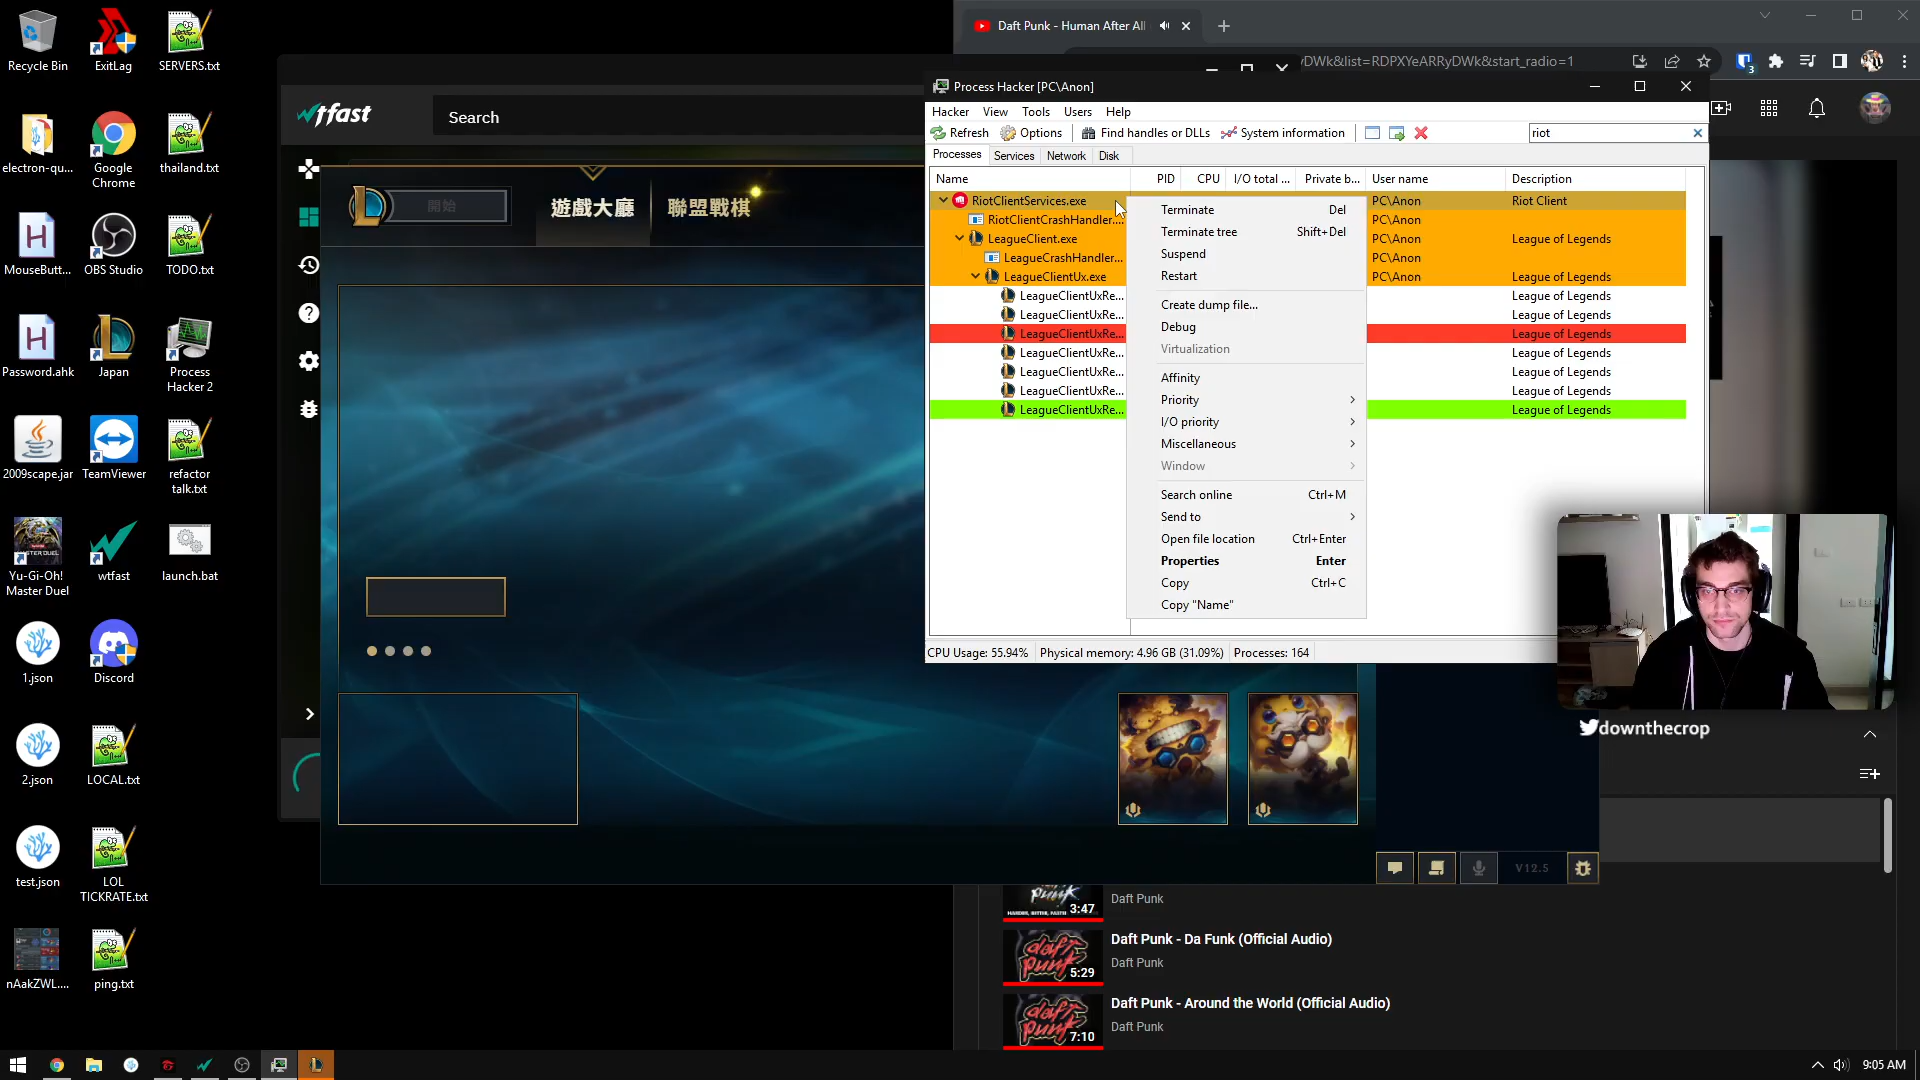 Recycle Bin
ExitLag
SERVERS.txt
electron-qu...
Google
Chrome
thailand.txt
MouseButt...
OBS Studio
TODO.txt
Password.ahk
Japan
Process
Hacker 2
2009scape.jar
TeamViewer
refactor
talk.txt
Yu-Gi-Oh!
Master Duel
wtfast
launch.bat
1.json
Discord
2.json
LOCAL.txt
test.json
LOL
TICKRATE.txt
nAakZWL....
ping.txt
wtfast
Search
開始
遊戲大廳
聯盟戰棋
V12.5
Daft Punk - Human After All
yDWk&list=RDPXYeARRyDWk&start_radio=1
3
Process Hacker [PC\Anon]
Hacker View Tools Users Help
Refresh Options Find handles or DLLs System information
riot
Processes Services Network Disk
Name PID CPU I/O total ... Private b... User name Description
RiotClientServices.exe PC\Anon Riot Client
RiotClientCrashHandler.... PC\Anon
LeagueClient.exe PC\Anon League of Legends
LeagueCrashHandler... PC\Anon
LeagueClientUx.exe PC\Anon League of Legends
LeagueClientUxRe... League of Legends
LeagueClientUxRe... League of Legends
LeagueClientUxRe... League of Legends
LeagueClientUxRe... League of Legends
LeagueClientUxRe... League of Legends
LeagueClientUxRe... League of Legends
LeagueClientUxRe... League of Legends
Terminate Del
Terminate tree Shift+Del
Suspend
Restart
Create dump file...
Debug
Virtualization
Affinity
Priority
I/O priority
Miscellaneous
Window
Search online Ctrl+M
Send to
Open file location Ctrl+Enter
Properties Enter
Copy Ctrl+C
Copy "Name"
CPU Usage: 55.94% Physical memory: 4.96 GB (31.09%) Processes: 164
downthecrop
3:47
Daft Punk
Daft Punk - Da Funk (Official Audio)
Daft Punk
5:29
Daft Punk - Around the World (Official Audio)
Daft Punk
7:10
9:05 AM